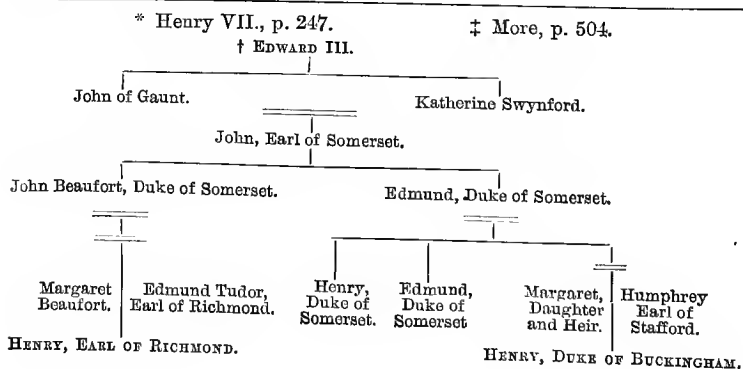 * Henry VII., p. 247. ‡ More, p. 504.
† EDWARD III.
John of Gaunt. Katherine Swynford.
John, Earl of Somerset.
John Beaufort, Duke of Somerset. Edmund, Duke of Somerset.
Margaret Beaufort.
Edmund Tudor, Earl of Richmond.
Henry, Duke of Somerset.
Edmund, Duke of Somerset
Margaret, Daughter and Heir.
Humphrey Earl of Stafford.
HENRY, EARL OF RICHMOND.
HENRY, DUKE OF BUCKINGHAM.